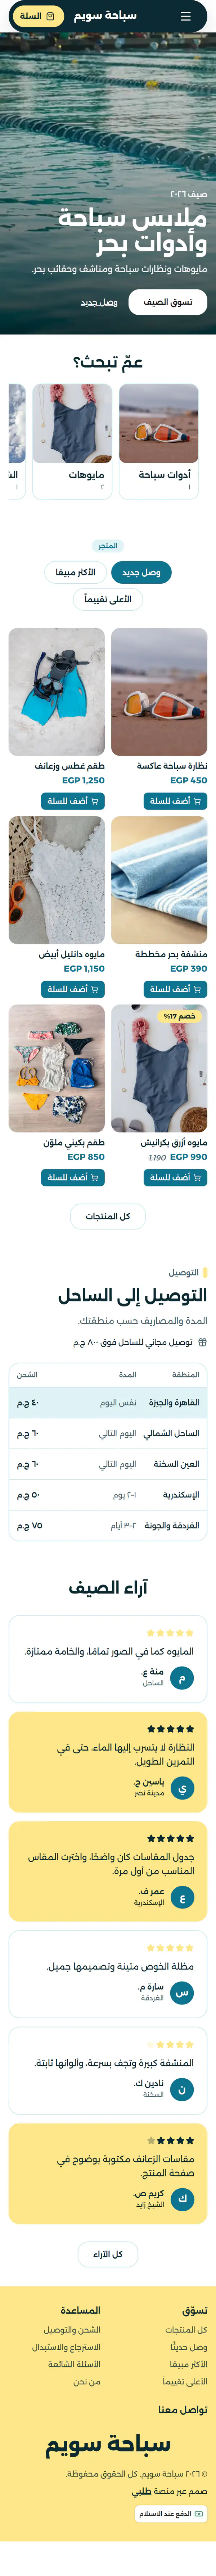 سباحة سويم
السلة
صيف ٢٠٢٦
ملابس سباحة
وأدوات بحر
مايوهات ونظارات سباحة ومناشف وحقائب بحر.
تسوق الصيف
وصل جديد
عمّ تبحث؟
أدوات سباحة
١
مايوهات
٢
١
المتجر
وصل جديد
الأكثر مبيعًا
الأعلى تقييماً
نظارة سباحة عاكسة
EGP 450
أضف للسلة
طقم غطس وزعانف
EGP 1,250
أضف للسلة
منشفة بحر مخططة
EGP 390
أضف للسلة
مايوه دانتيل أبيض
EGP 1,150
أضف للسلة
خصم 17%
مايوه أزرق بكرانيش
EGP 990 1,190
أضف للسلة
طقم بكيني ملوّن
EGP 850
أضف للسلة
كل المنتجات
التوصيل
التوصيل إلى الساحل
المدة والمصاريف حسب منطقتك.
توصيل مجاني للساحل فوق ٨٠٠ ج.م
المنطقة المدة الشحن
القاهرة والجيزة نفس اليوم ٤٠ ج.م
الساحل الشمالي اليوم التالي ٦٠ ج.م
العين السخنة اليوم التالي ٦٠ ج.م
الإسكندرية ١-٢ يوم ٥٠ ج.م
الغردقة والجونة ٢-٣ أيام ٧٥ ج.م
آراء الصيف
المايوه كما في الصور تمامًا، والخامة ممتازة.
م
منة ع.
الساحل
النظارة لا يتسرب إليها الماء، حتى في
التمرين الطويل.
ي
ياسين ح.
مدينة نصر
جدول المقاسات كان واضحًا، واخترت المقاس
المناسب من أول مرة.
ع
عمر ف.
الإسكندرية
مظلة الخوص متينة وتصميمها جميل.
س
سارة م.
الغردقة
المنشفة كبيرة وتجف بسرعة، وألوانها ثابتة.
ن
نادين ك.
السخنة
مقاسات الزعانف مكتوبة بوضوح في
صفحة المنتج.
ك
كريم ص.
الشيخ زايد
كل الآراء
تسوّق
كل المنتجات
وصل حديثًا
الأكثر مبيعًا
الأعلى تقييماً
المساعدة
الشحن والتوصيل
الاسترجاع والاستبدال
الأسئلة الشائعة
من نحن
تواصل معنا
سباحة سويم
© ٢٠٢٦ سباحة سويم. كل الحقوق محفوظة.
صمم عبر منصة طلبي
الدفع عند الاستلام